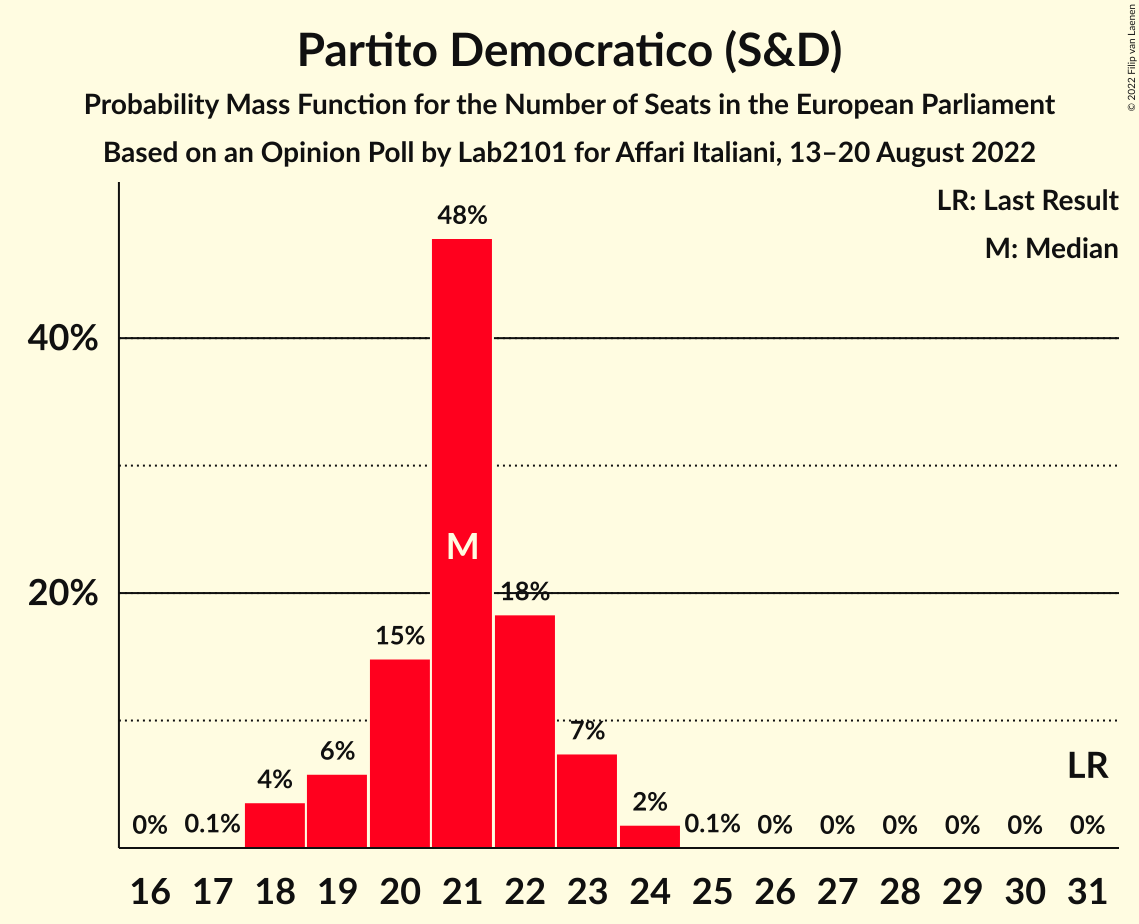 Partito Democratico (S&D)
Probability Mass Function for the Number of Seats in the European Parliament
Based on an Opinion Poll by Lab2101 for Affari Italiani, 13–20 August 2022
© 2022 Filip van Laenen
LR: Last Result
M: Median
48%
40%
M
20%
18%
15%
7%
6%
LR
4%
2%
0% 0.1% 0.1% 0% 0% 0% 0% 0% 0%
16 17 18 19 20 21 22 23 24 25 26 27 28 29 30 31